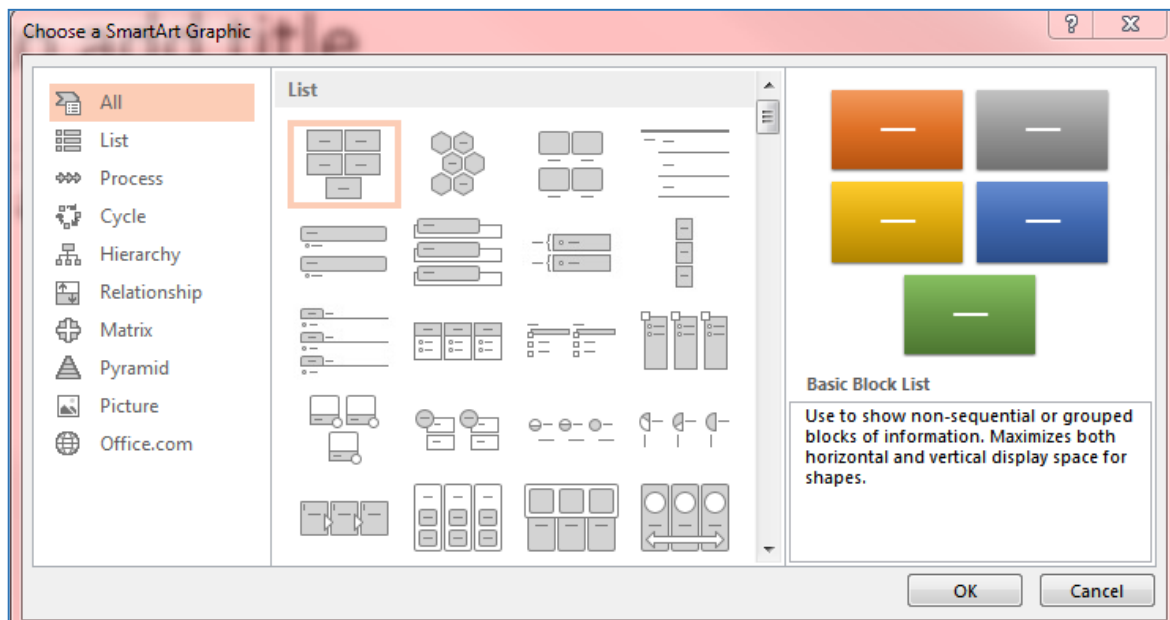 Choose a SmartArt Graphic
add title
All
List
Process
Cycle
Hierarchy
Relationship
Matrix
Pyramid
Picture
Office.com
List
Basic Block List
Use to show non-sequential or grouped
blocks of information. Maximizes both
horizontal and vertical display space for
shapes.
OK
Cancel